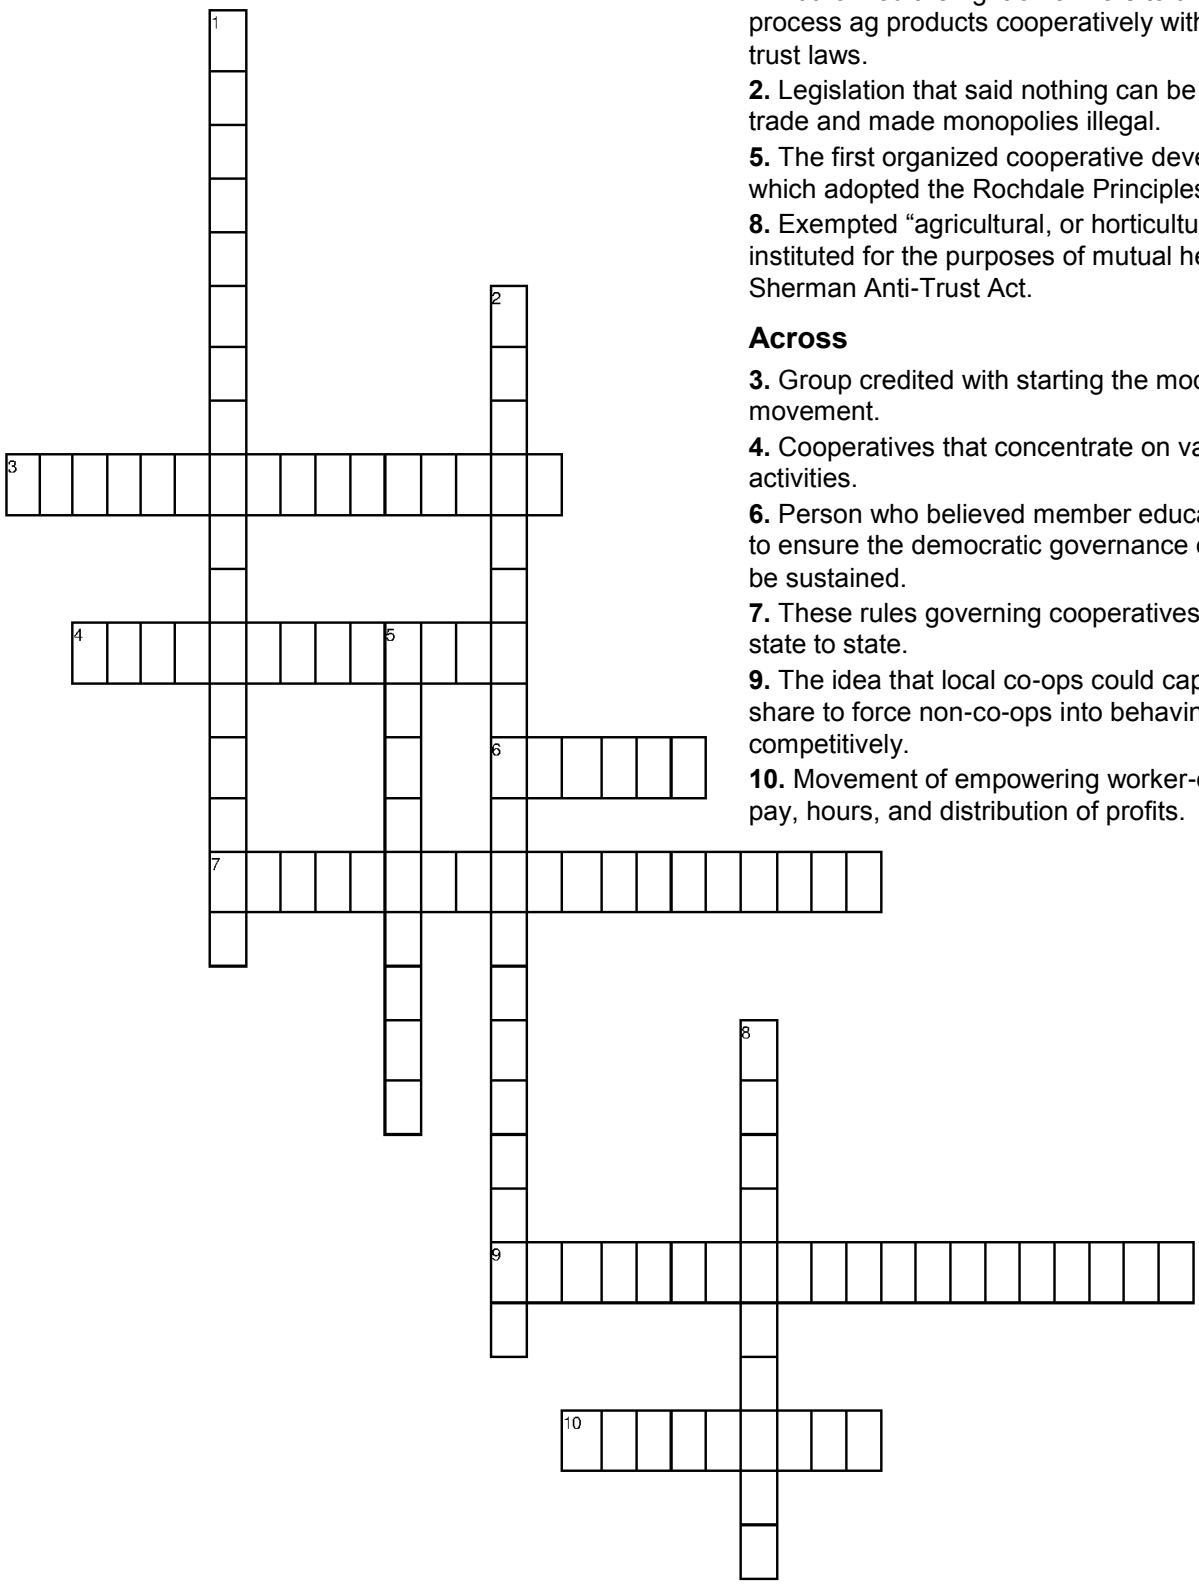 1
2
3
4
5
6
7
8
9
10
process ag products cooperatively with
trust laws.
2. Legislation that said nothing can be
trade and made monopolies illegal.
5. The first organized cooperative deve
which adopted the Rochdale Principles
8. Exempted “agricultural, or horticultu
instituted for the purposes of mutual he
Sherman Anti-Trust Act.
Across
3. Group credited with starting the mod
movement.
4. Cooperatives that concentrate on va
activities.
6. Person who believed member educa
to ensure the democratic governance
be sustained.
7. These rules governing cooperatives
state to state.
9. The idea that local co-ops could cap
share to force non-co-ops into behavin
competitively.
10. Movement of empowering worker-
pay, hours, and distribution of profits.